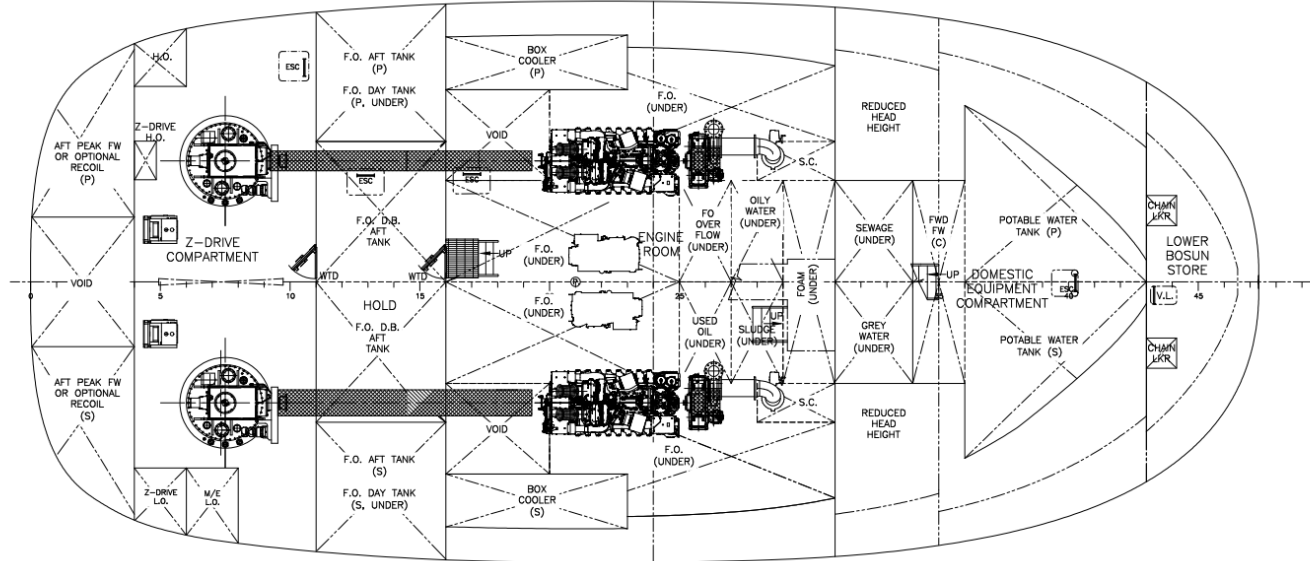 H.O.
ESC
F.O. AFT TANK
(P)
F.O. DAY TANK
(P, UNDER)
BOX
COOLER
(P)
F.O.
(UNDER)
REDUCED
HEAD
HEIGHT
Z-DRIVE
H.O.
AFT PEAK FW
OR OPTIONAL
RECOIL
(P)
VOID
S.C.
ESC
ESC
Z-DRIVE
COMPARTMENT
F.O. D.B.
AFT
TANK
WTD
WTD
UP
F.O.
(UNDER)
ENGINE
ROOM
FO
OVER
FLOW
(UNDER)
OILY
WATER
(UNDER)
SEWAGE
(UNDER)
FWD
FW
(C)
POTABLE WATER
TANK (P)
CHAIN
LKR
LOWER
BOSUN
STORE
VOID
0
5
10
15
25
40
HOLD
F.O. D.B.
AFT
TANK
F.O.
(UNDER)
FOAM
(UNDER)
UP
DOMESTIC
EQUIPMENT
COMPARTMENT
ESC
V.L.
USED
OIL
(UNDER)
UP
SLUDGE
(UNDER)
GREY
WATER
(UNDER)
POTABLE WATER
TANK (S)
CHAIN
LKR
AFT PEAK FW
OR OPTIONAL
RECOIL
(S)
S.C.
VOID
REDUCED
HEAD
HEIGHT
F.O.
(UNDER)
F.O. AFT TANK
(S)
F.O. DAY TANK
(S, UNDER)
BOX
COOLER
(S)
Z-DRIVE
L.O.
M/E
L.O.